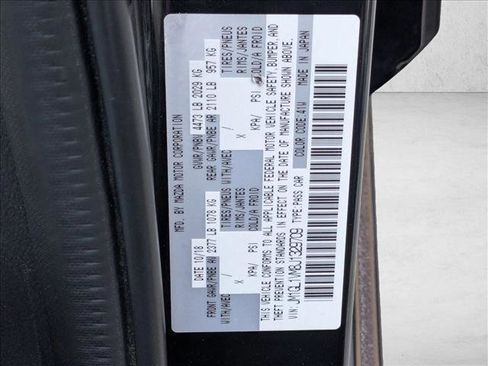 MFD. BY MAZDA MOTOR CORPORATION
DATE 10/18 GVWR/PNBV 4473 LB 2029 KG
FRONT GAWR/PNBE AV 2377 LB 1078 KG REAR GAWR/PNBE AR 2110 LB 957 KG
WITH/AVEC TIRES/PNEUS WITH/AVEC TIRES/PNEUS
X RIMS/JANTES X RIMS/JANTES
KPA/ PSI COLD/A FROID KPA/ PSI COLD/A FROID
THIS VEHICLE CONFORMS TO ALL APPLICABLE FEDERAL MOTOR VEHICLE SAFETY, BUMPER, AND
THEFT PREVENTION STANDARDS IN EFFECT ON THE DATE OF MANUFACTURE SHOWN ABOVE.
VIN: JM1GL1WM8J1329709 TYPE:PASS CAR COLOR CODE:41W MADE IN JAPAN